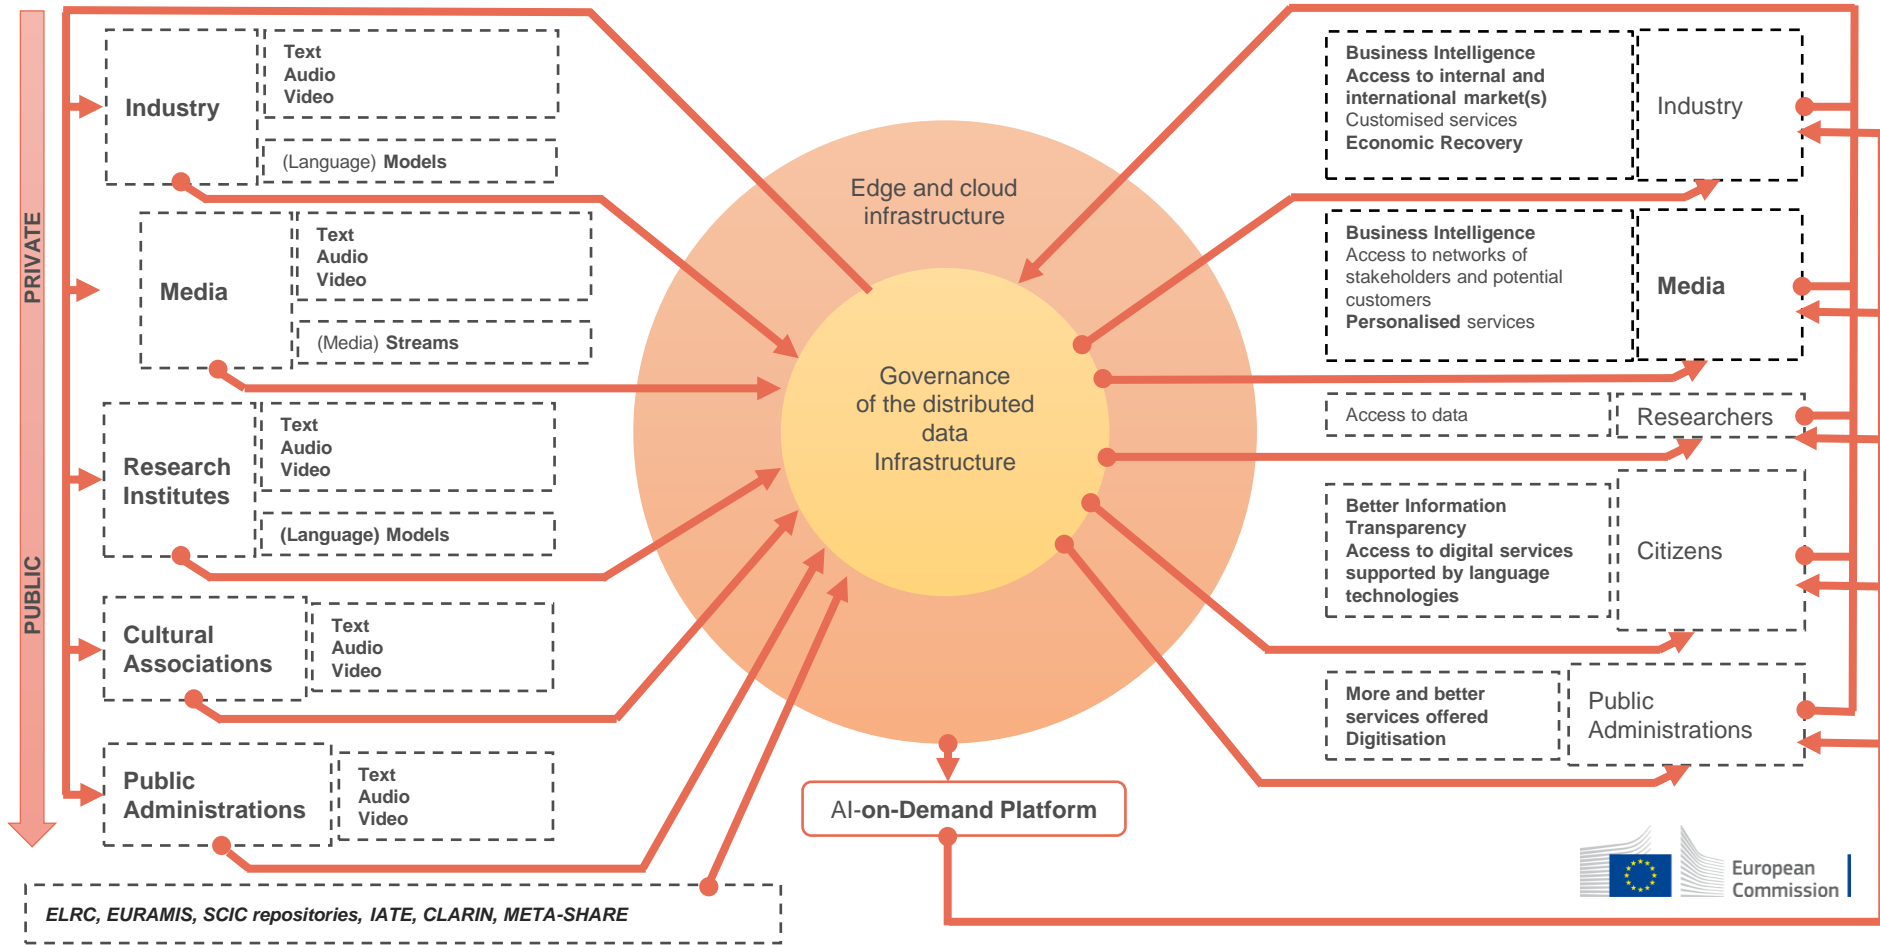 PRIVATE
PUBLIC
Industry
Text
Audio
Video
(Language) Models
Media
Text
Audio
Video
(Media) Streams
Research
Institutes
Text
Audio
Video
(Language) Models
Cultural
Associations
Text
Audio
Video
Public
Administrations
Text
Audio
Video
ELRC, EURAMIS, SCIC repositories, IATE, CLARIN, META-SHARE
Edge and cloud
infrastructure
Governance
of the distributed
data
Infrastructure
AI-on-Demand Platform
Business Intelligence
Access to internal and
international market(s)
Customised services
Economic Recovery
Industry
Business Intelligence
Access to networks of
stakeholders and potential
customers
Personalised services
Media
Access to data
Researchers
Better Information
Transparency
Access to digital services
supported by language
technologies
Citizens
More and better
services offered
Digitisation
Public
Administrations
European
Commission